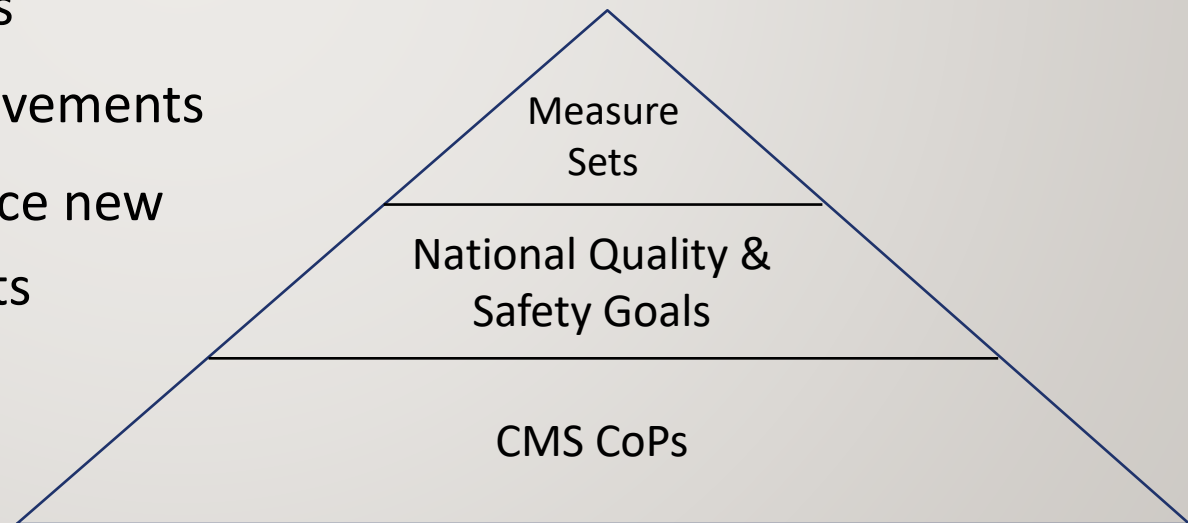 s
vements
ce new
ts
Measure
Sets
National Quality &
Safety Goals
CMS CoPs